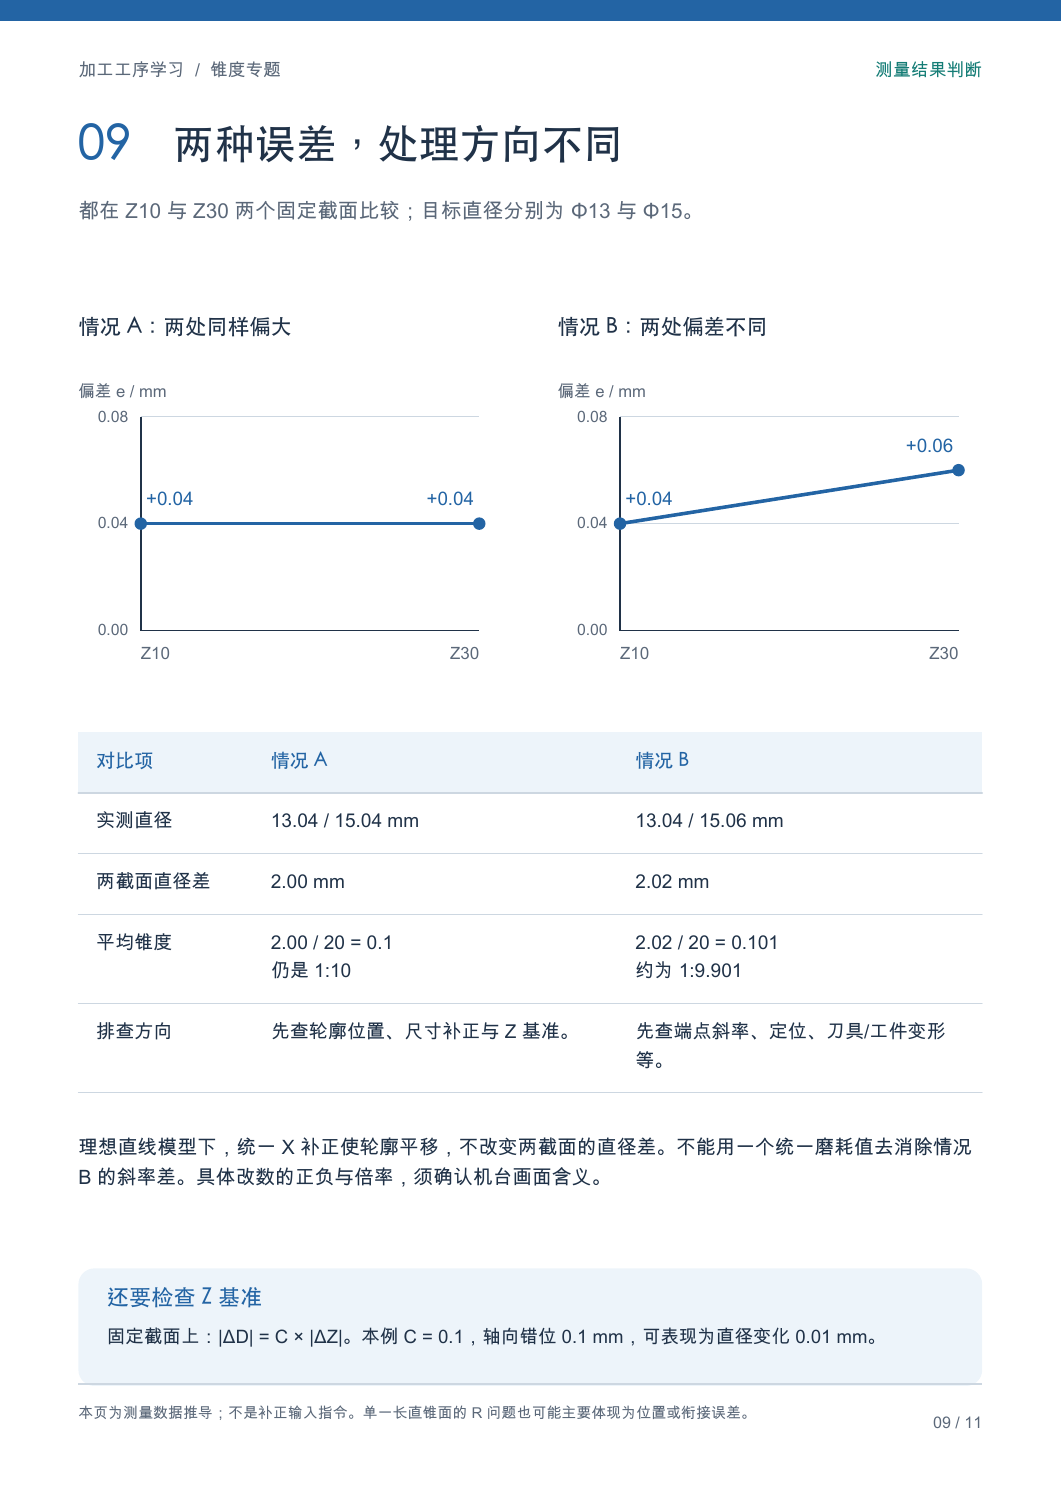 加工工序学习 / 锥度专题
测量结果判断
09 两种误差，处理方向不同
都在 Z10 与 Z30 两个固定截面比较；目标直径分别为 Φ13 与 Φ15。
情况 A：两处同样偏大
偏差 e / mm
0.08
+0.04
+0.04
0.04
0.00
Z10
Z30
情况 B：两处偏差不同
偏差 e / mm
0.08
+0.06
+0.04
0.04
0.00
Z10
Z30
对比项 情况 A 情况 B
实测直径 13.04 / 15.04 mm 13.04 / 15.06 mm
两截面直径差 2.00 mm 2.02 mm
平均锥度 2.00 / 20 = 0.1 2.02 / 20 = 0.101
仍是 1:10 约为 1:9.901
排查方向 先查轮廓位置、尺寸补正与 Z 基准。 先查端点斜率、定位、刀具/工件变形
等。
理想直线模型下，统一 X 补正使轮廓平移，不改变两截面的直径差。不能用一个统一磨耗值去消除情况
B 的斜率差。具体改数的正负与倍率，须确认机台画面含义。
还要检查 Z 基准
固定截面上：|ΔD| = C × |ΔZ|。本例 C = 0.1，轴向错位 0.1 mm，可表现为直径变化 0.01 mm。
本页为测量数据推导；不是补正输入指令。单一长直锥面的 R 问题也可能主要体现为位置或衔接误差。
09 / 11